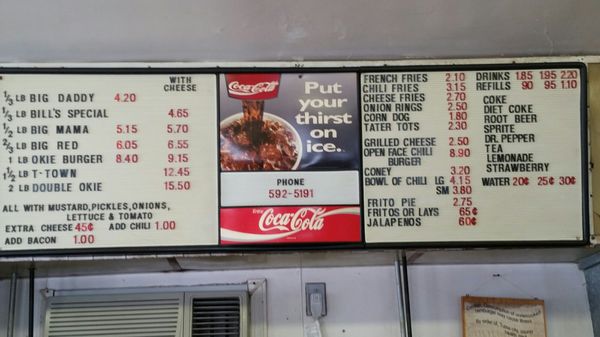 WITH
CHEESE
1/3 LB BIG DADDY 4.20
1/3 LB BILL'S SPECIAL 4.65
1/2 LB BIG MAMA 5.15 5.70
2/3 LB BIG RED 6.05 6.55
1 LB OKIE BURGER 8.40 9.15
1 LB T-TOWN 12.45
2 LB DOUBLE OKIE 15.50
ALL WITH MUSTARD,PICKLES,ONIONS,
LETTUCE & TOMATO
EXTRA CHEESE 45¢ ADD CHILI 1.00
ADD BACON 1.00
Coca-Cola
Put
your
thirst
on
ice.
PHONE
592-5191
Enjoy
Coca-Cola
FRENCH FRIES 2.10
CHILI FRIES 3.15
CHEESE FRIES 2.70
ONION RINGS 2.50
CORN DOG 1.80
TATER TOTS 2.30
GRILLED CHEESE 2.50
OPEN FACE CHILI 8.90
BURGER
CONEY 3.20
BOWL OF CHILI LG 4.15
SM 3.80
FRITO PIE 2.75
FRITOS OR LAYS 65¢
JALAPENOS 60¢
DRINKS 1.85 1.95 2.20
REFILLS 90 95 1.10
COKE
DIET COKE
ROOT BEER
SPRITE
DR. PEPPER
TEA
LEMONADE
STRAWBERRY
WATER 20¢ 25¢ 30¢